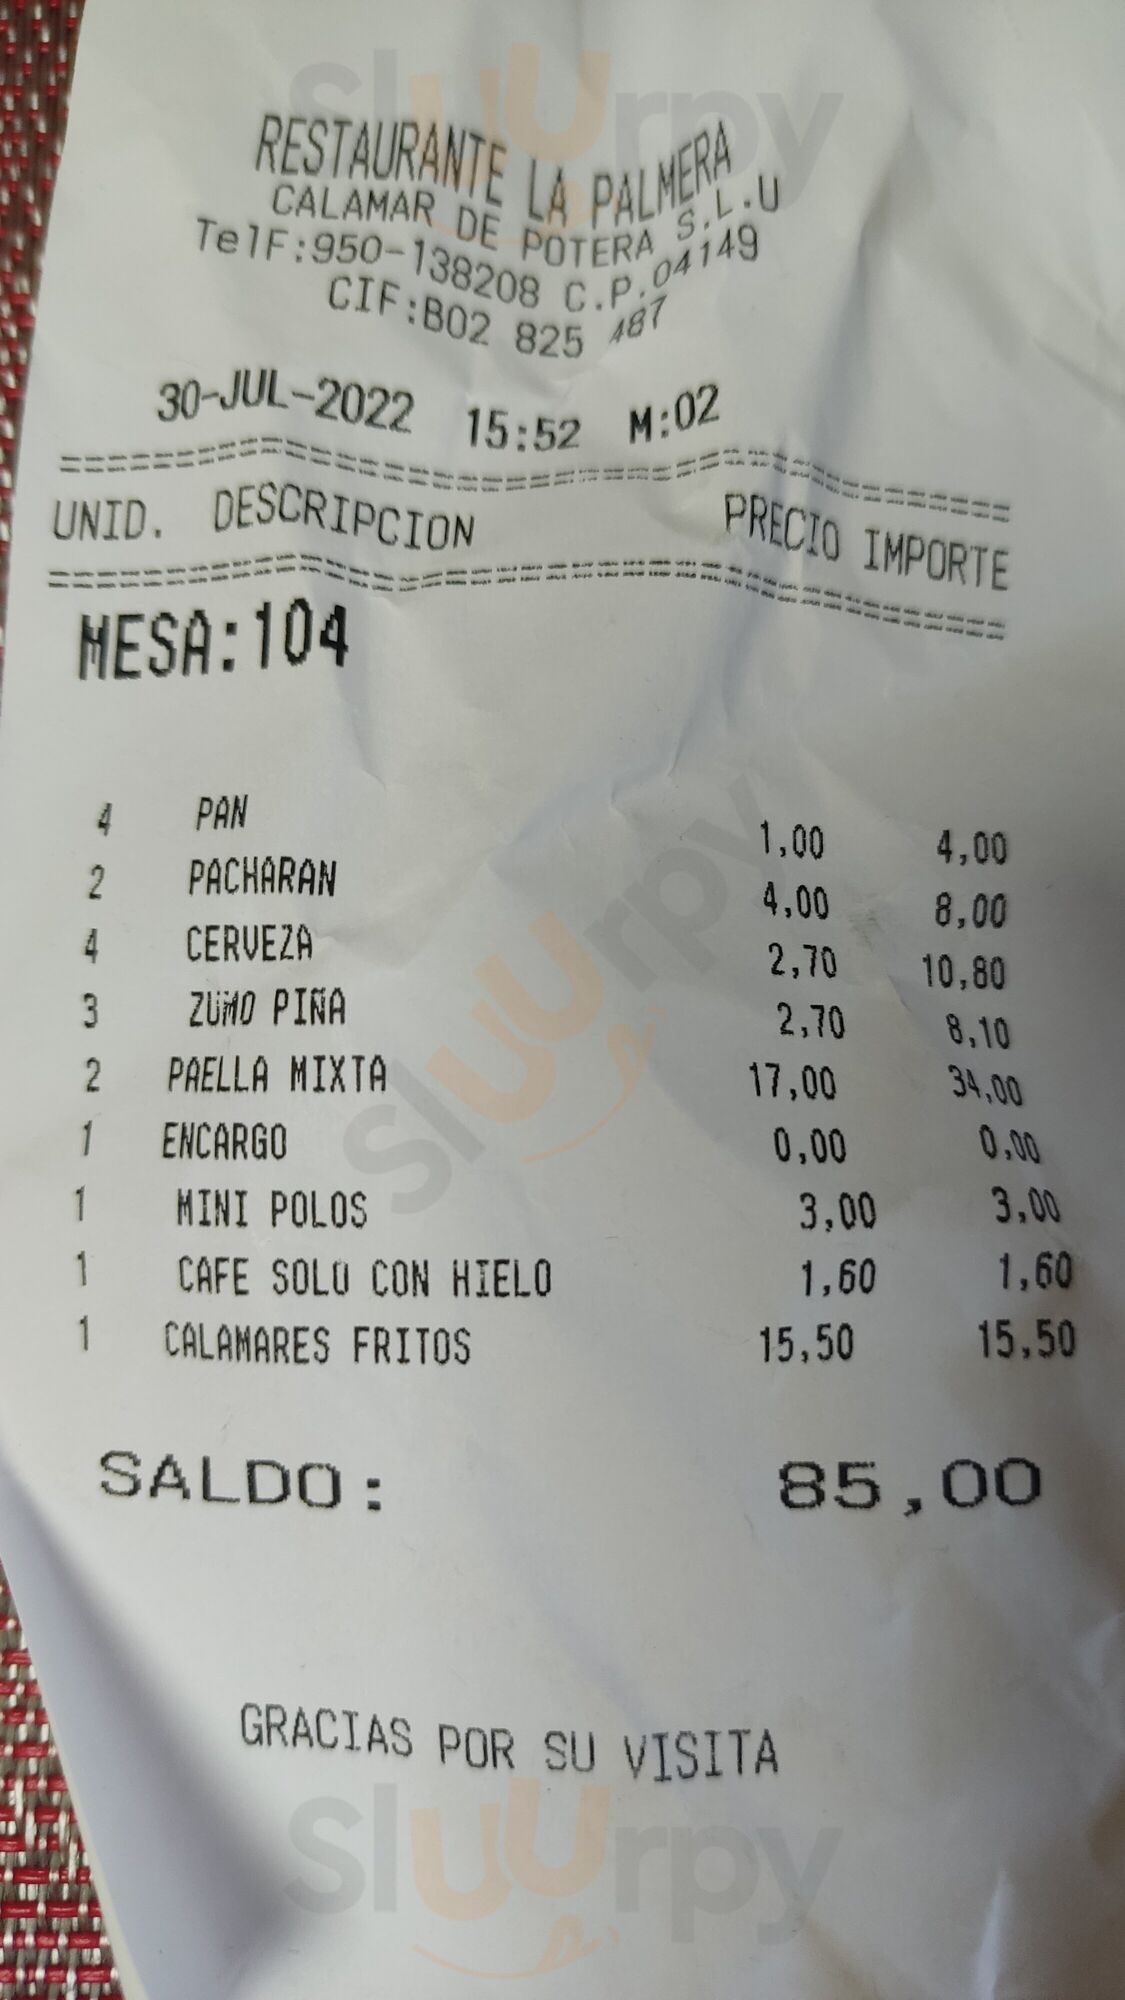 RESTAURANTE LA PALMERA
CALAMAR DE POTERA S.L.U
TelF:950-138208 C.P.04149
CIF:B02 825 487
30-JUL-2022 15:52 M:02
UNID. DESCRIPCION PRECIO IMPORTE
MESA:104
4 PAN 1,00 4,00
2 PACHARAN 4,00 8,00
4 CERVEZA 2,70 10,80
3 ZUMO PIÑA 2,70 8,10
2 PAELLA MIXTA 17,00 34,00
1 ENCARGO 0,00 0,00
1 MINI POLOS 3,00 3,00
1 CAFE SOLO CON HIELO 1,60 1,60
1 CALAMARES FRITOS 15,50 15,50
SALDO: 85,00
GRACIAS POR SU VISITA
Sluurpy
Sluurpy
Sluurpy